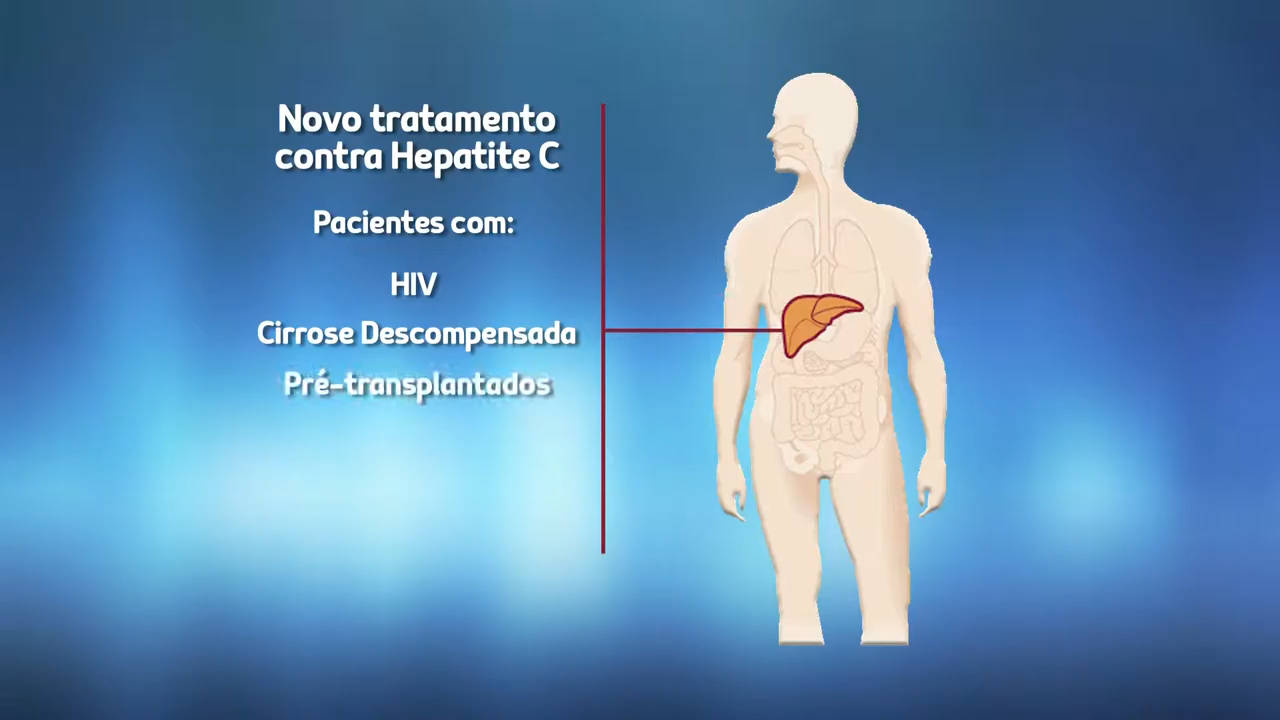 Novo tratamento
contra Hepatite C
Pacientes com:
HIV
Cirrose Descompensada
Pré-transplantados